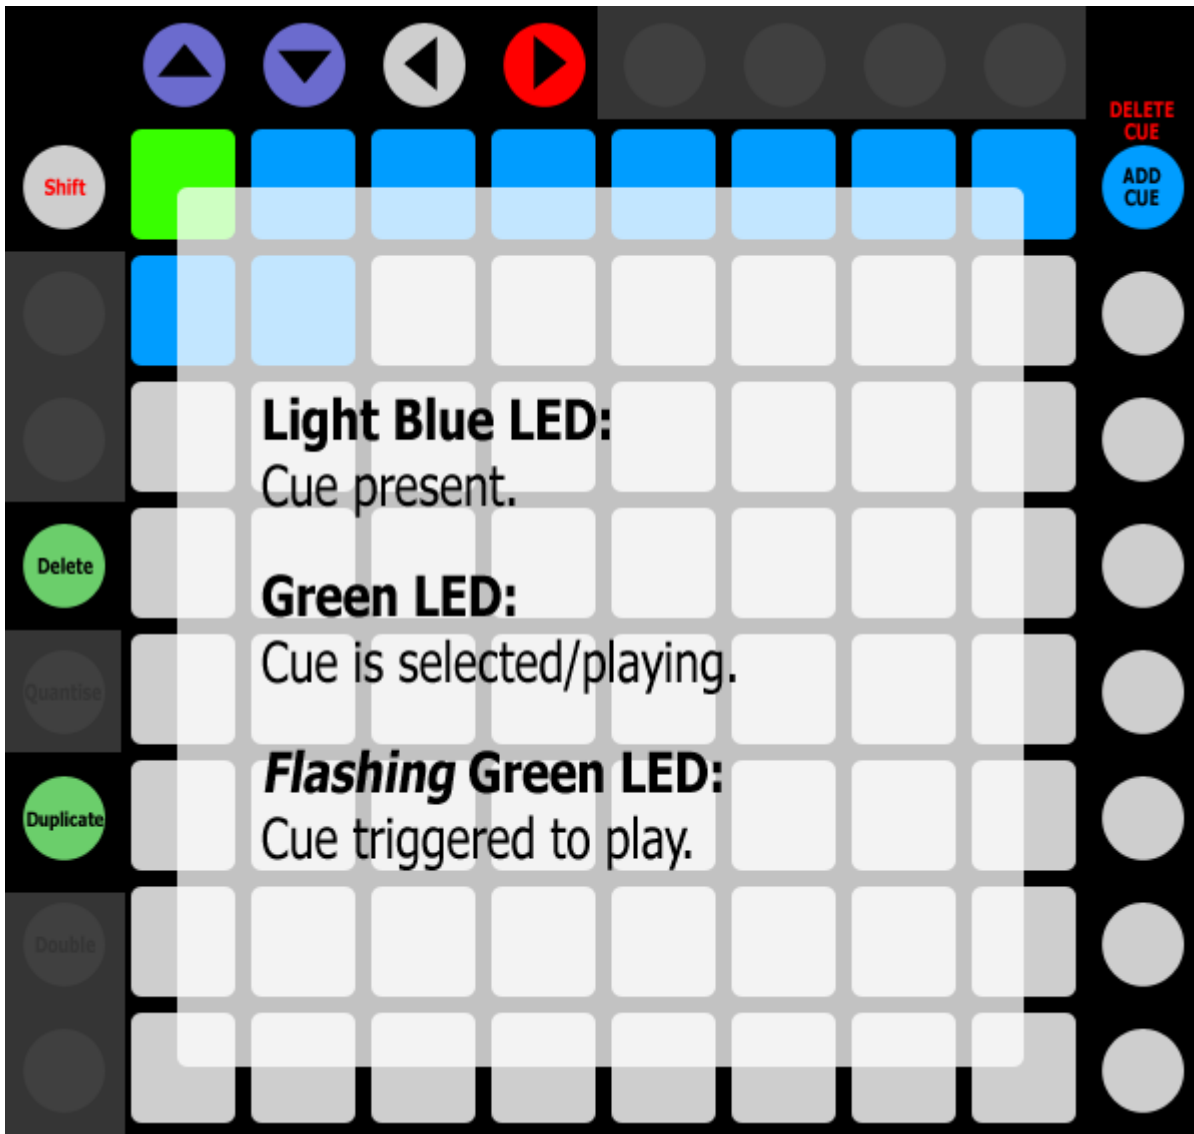 DELETE
CUE
Shift
ADD
CUE
Light Blue LED:
Cue present.
Delete
Green LED:
Cue is selected/playing.
Quantise
Flashing Green LED:
Duplicate
Cue triggered to play.
Double